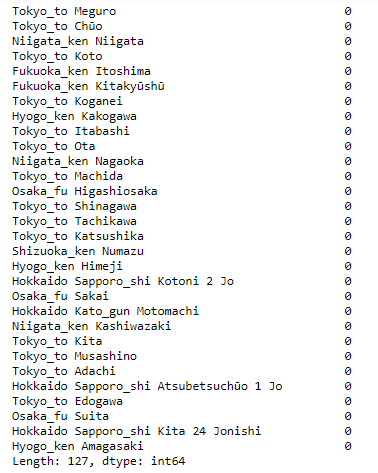 Tokyo_to Meguro 0
Tokyo_to Chūo 0
Niigata_ken Niigata 0
Tokyo_to Koto 0
Fukuoka_ken Itoshima 0
Fukuoka_ken Kitakyūshū 0
Tokyo_to Koganei 0
Hyogo_ken Kakogawa 0
Tokyo_to Itabashi 0
Tokyo_to Ota 0
Niigata_ken Nagaoka 0
Tokyo_to Machida 0
Osaka_fu Higashiosaka 0
Tokyo_to Shinagawa 0
Tokyo_to Tachikawa 0
Tokyo_to Katsushika 0
Shizuoka_ken Numazu 0
Hyogo_ken Himeji 0
Hokkaido Sapporo_shi Kotoni 2 Jo 0
Osaka_fu Sakai 0
Hokkaido Kato_gun Motomachi 0
Niigata_ken Kashiwazaki 0
Tokyo_to Kita 0
Tokyo_to Musashino 0
Tokyo_to Adachi 0
Hokkaido Sapporo_shi Atsubetsuchūo 1 Jo 0
Tokyo_to Edogawa 0
Osaka_fu Suita 0
Hokkaido Sapporo_shi Kita 24 Jonishi 0
Hyogo_ken Amagasaki 0
Length: 127, dtype: int64